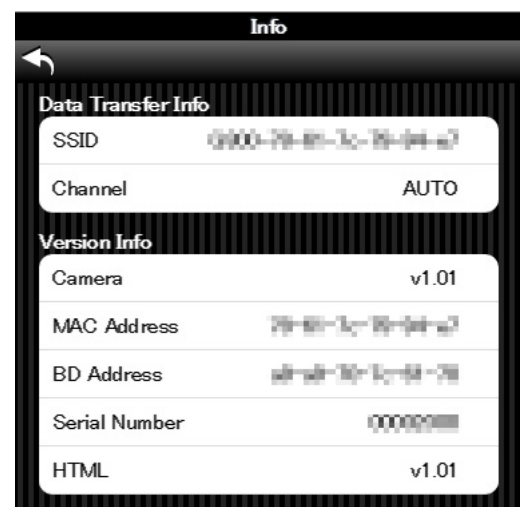 Info
Data Transfer Info
SSID
Channel AUTO
Version Info
Camera v1.01
MAC Address
BD Address
Serial Number
HTML v1.01